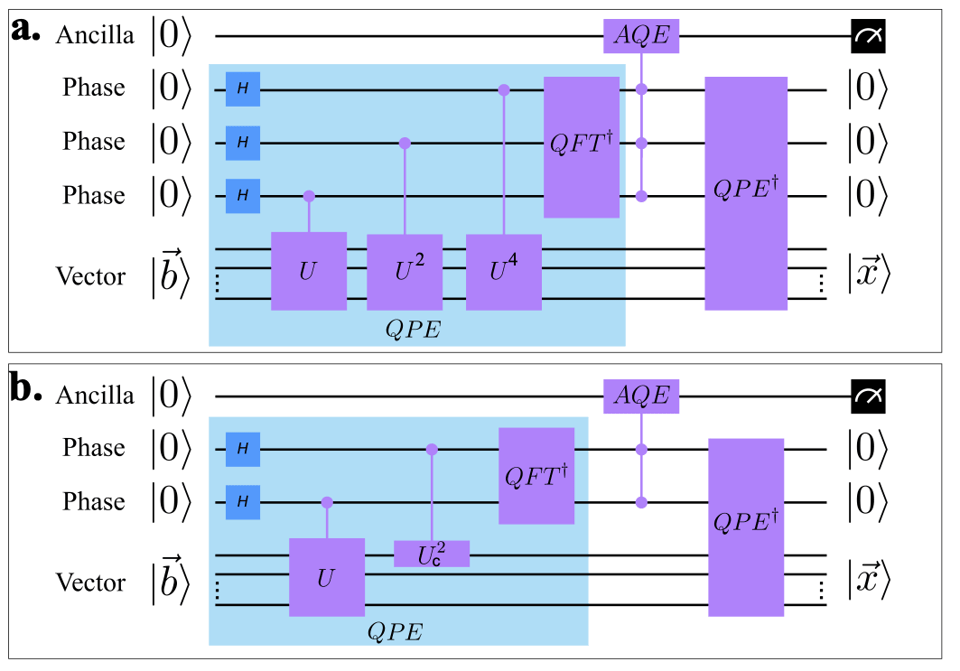 a. Ancilla |0⟩ AQE
Phase |0⟩ H |0⟩
Phase |0⟩ H QFT† |0⟩
Phase |0⟩ H QPE† |0⟩
Vector |b⃗⟩ U U² U⁴ |x⃗⟩
QPE
b. Ancilla |0⟩ AQE
Phase |0⟩ H |0⟩
QFT†
Phase |0⟩ H |0⟩
QPE†
U²c
Vector |b⃗⟩ U |x⃗⟩
QPE